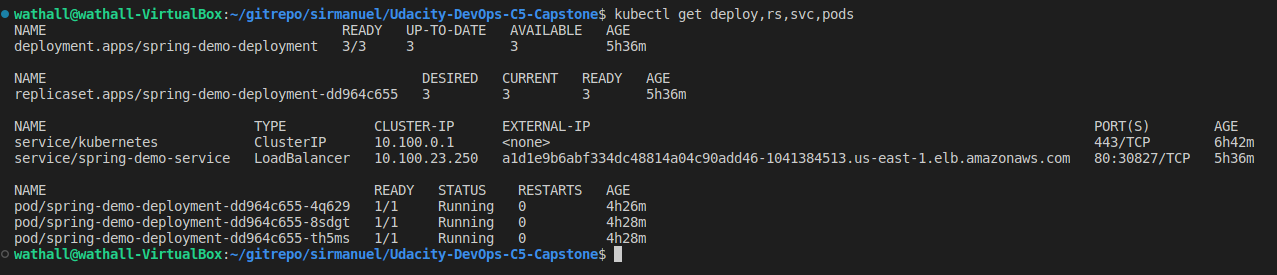 wathall@wathall-VirtualBox:~/gitrepo/sirmanuel/Udacity-DevOps-C5-Capstone$ kubectl get deploy,rs,svc,pods
NAME READY UP-TO-DATE AVAILABLE AGE
deployment.apps/spring-demo-deployment 3/3 3 3 5h36m
NAME DESIRED CURRENT READY AGE
replicaset.apps/spring-demo-deployment-dd964c655 3 3 3 5h36m
NAME TYPE CLUSTER-IP EXTERNAL-IP PORT(S) AGE
service/kubernetes ClusterIP 10.100.0.1 <none> 443/TCP 6h42m
service/spring-demo-service LoadBalancer 10.100.23.250 a1d1e9b6abf334dc48814a04c90add46-1041384513.us-east-1.elb.amazonaws.com 80:30827/TCP 5h36m
NAME READY STATUS RESTARTS AGE
pod/spring-demo-deployment-dd964c655-4q629 1/1 Running 0 4h26m
pod/spring-demo-deployment-dd964c655-8sdgt 1/1 Running 0 4h28m
pod/spring-demo-deployment-dd964c655-th5ms 1/1 Running 0 4h28m
wathall@wathall-VirtualBox:~/gitrepo/sirmanuel/Udacity-DevOps-C5-Capstone$